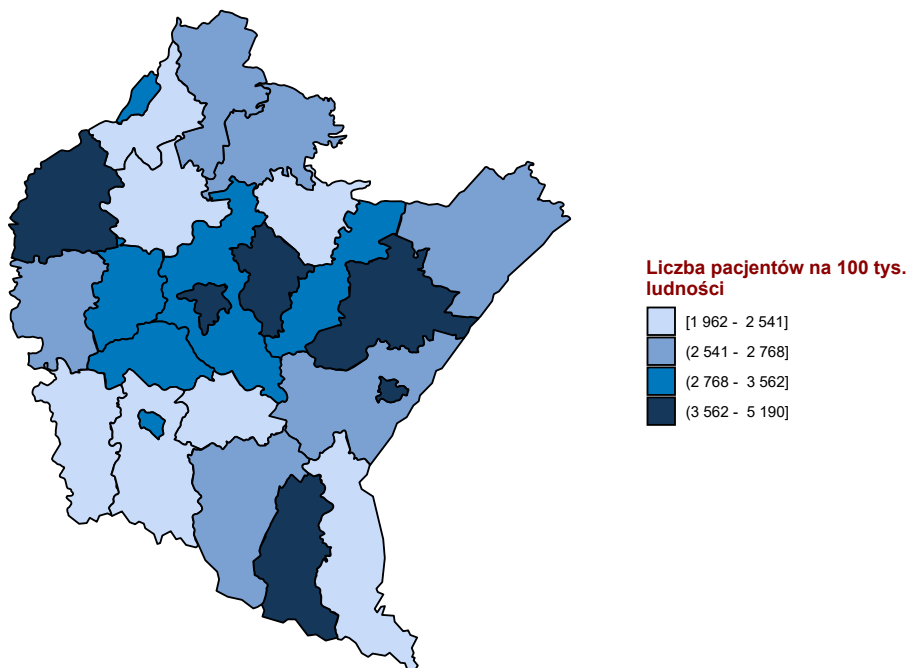 Liczba pacjentów na 100 tys.
ludności
[1 962 - 2 541]
(2 541 - 2 768]
(2 768 - 3 562]
(3 562 - 5 190]